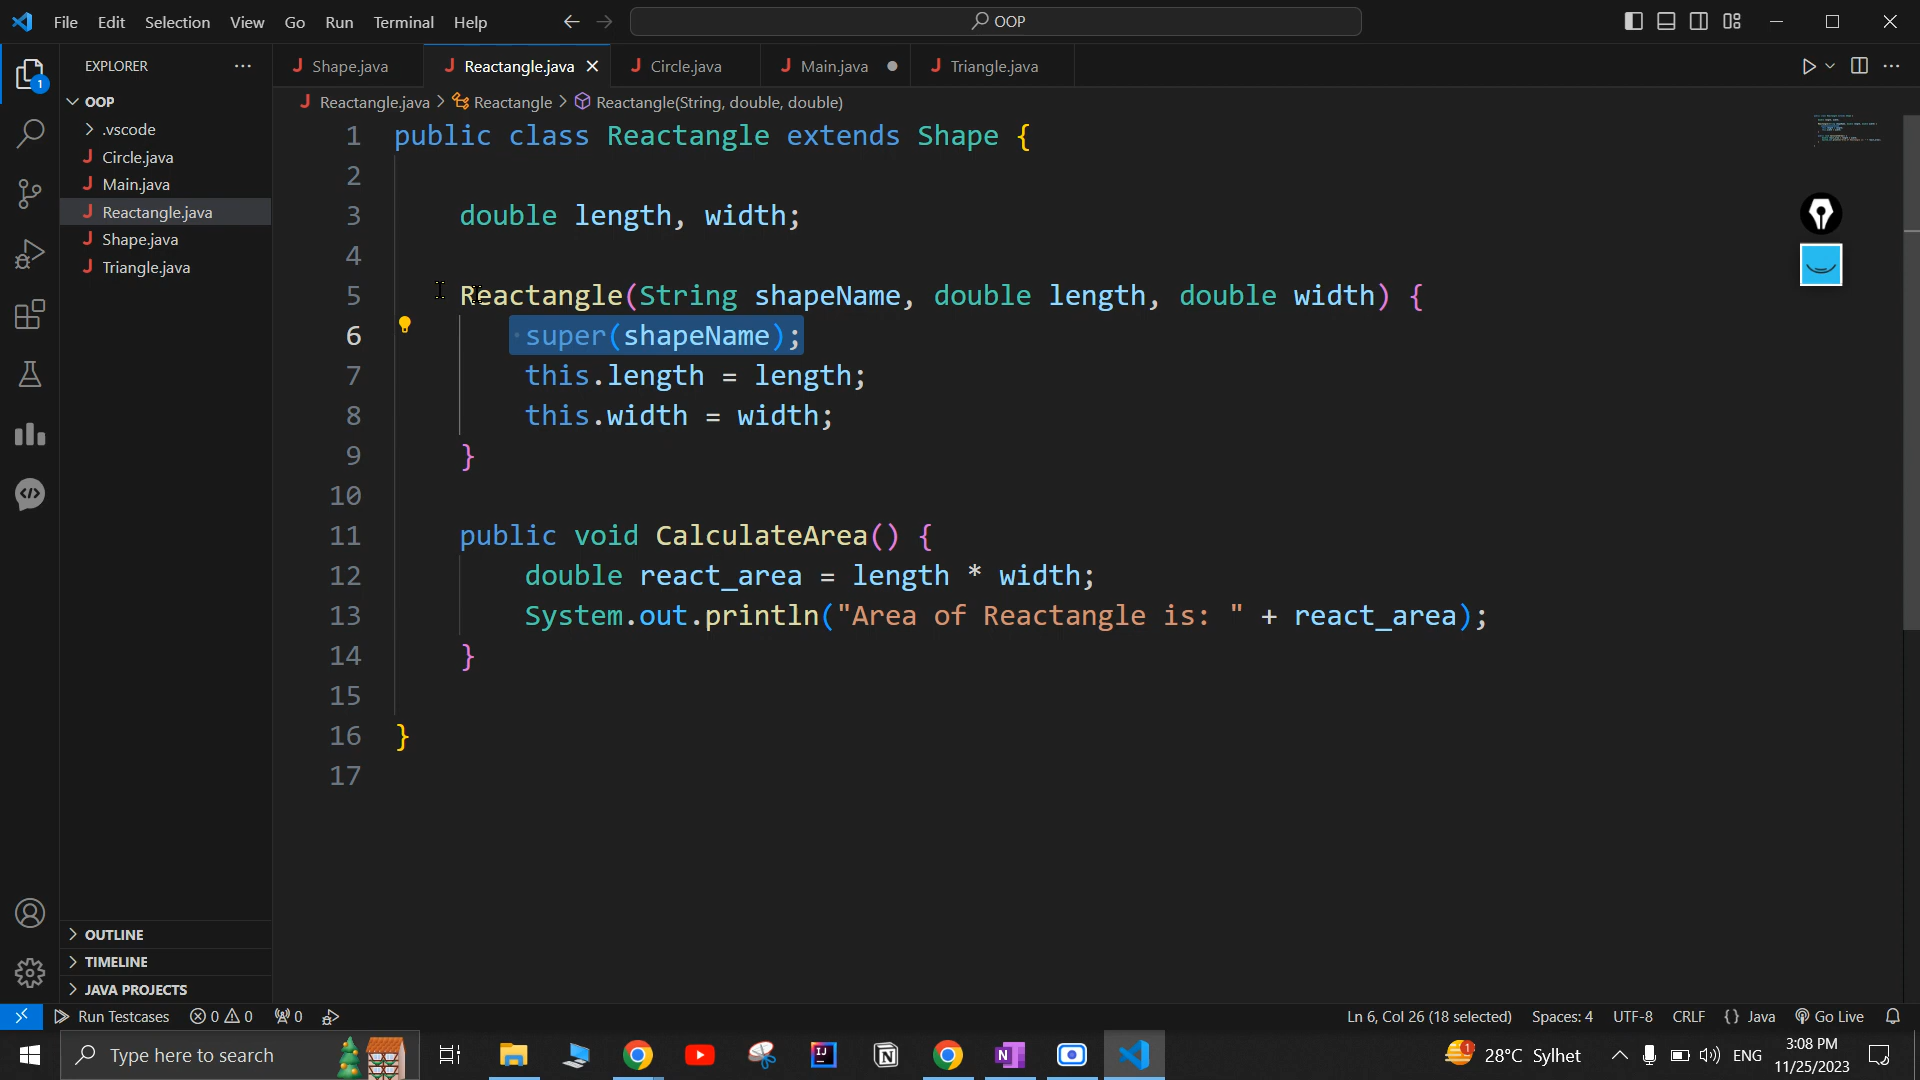 File Edit Selection View Go Run Terminal Help
OOP
EXPLORER
OOP
.vscode
Circle.java
Main.java
Reactangle.java
Shape.java
Triangle.java
OUTLINE
TIMELINE
JAVA PROJECTS
Shape.java Reactangle.java Circle.java Main.java Triangle.java
Reactangle.java > Reactangle > Reactangle(String, double, double)
1 public class Reactangle extends Shape {
2
3 double length, width;
4
5 Reactangle(String shapeName, double length, double width) {
6 super(shapeName);
7 this.length = length;
8 this.width = width;
9 }
10
11 public void CalculateArea() {
12 double react_area = length * width;
13 System.out.println("Area of Reactangle is: " + react_area);
14 }
15
16 }
17
1
Run Testcases 0 0 0 Ln 6, Col 26 (18 selected) Spaces: 4 UTF-8 CRLF {} Java Go Live
Type here to search 1 28°C Sylhet ENG 3:08 PM
11/25/2023